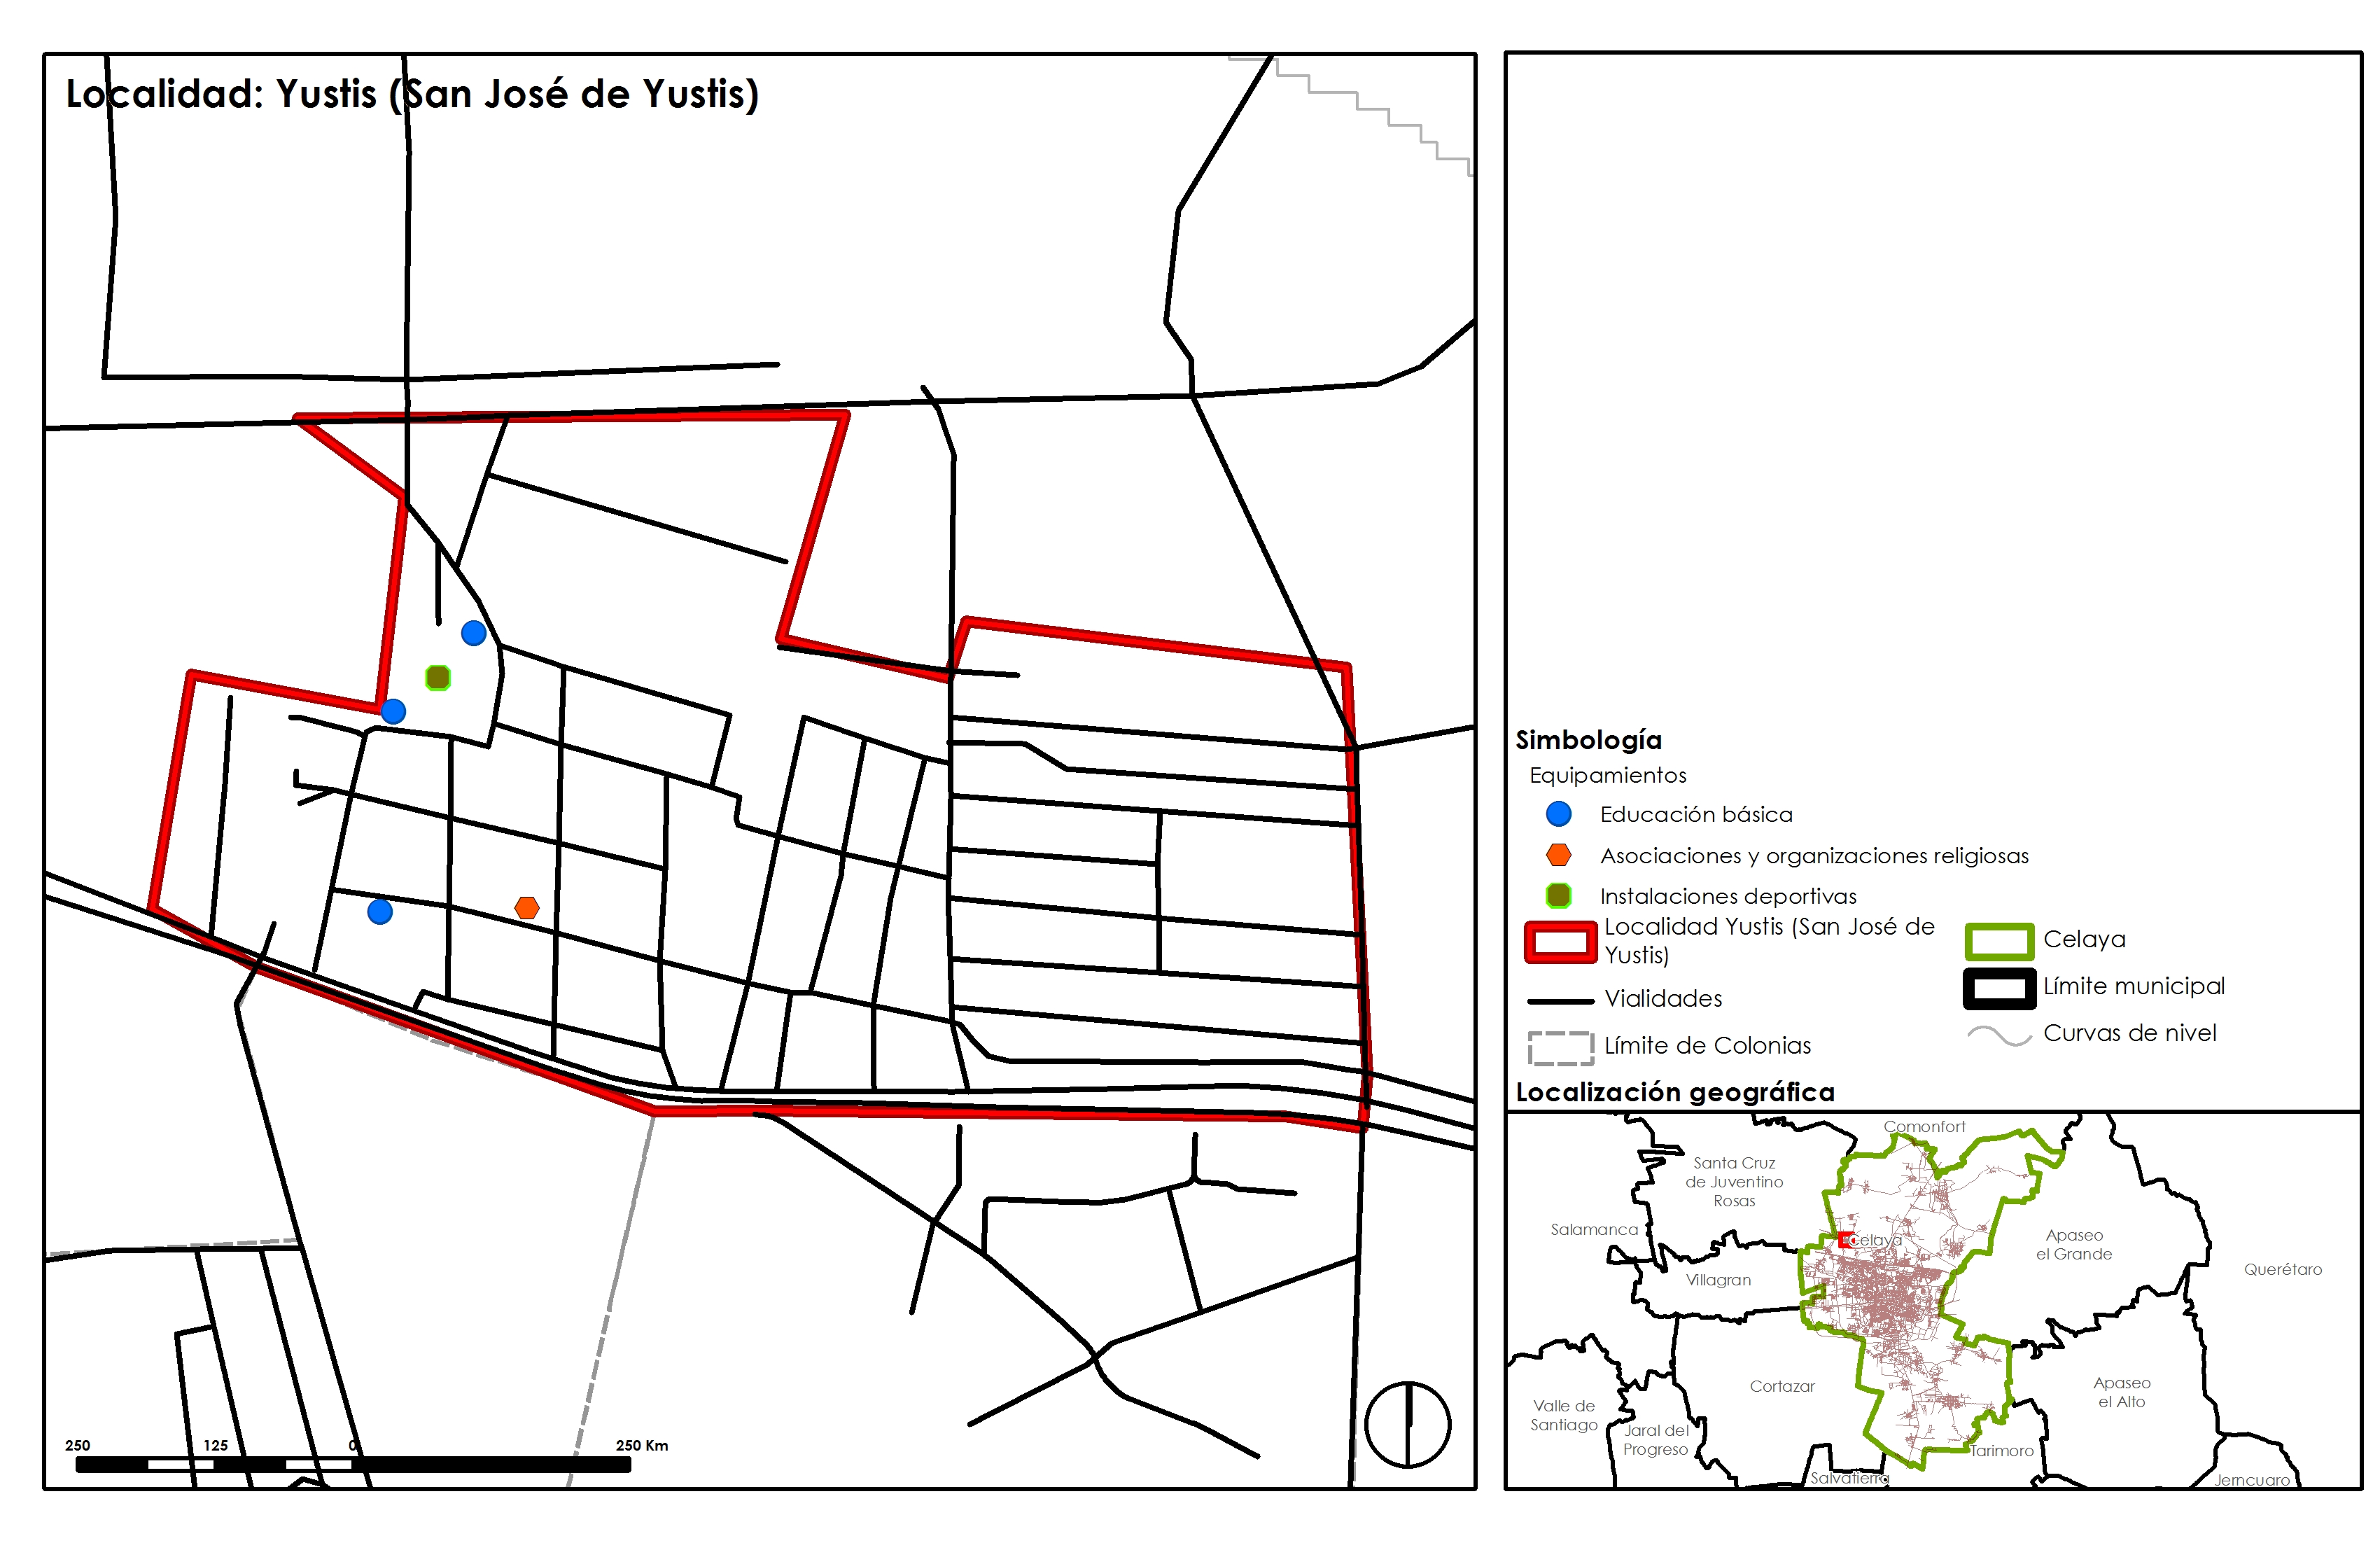 Localidad: Yustis (San José de Yustis)
250 125 0 250 Km
Simbología
Equipamientos
Educación básica
Asociaciones y organizaciones religiosas
Instalaciones deportivas
Localidad Yustis (San José de
Yustis)
Vialidades
Límite de Colonias
Celaya
Límite municipal
Curvas de nivel
Localización geográfica
Comonfort
Santa Cruz
de Juventino
Rosas
Salamanca
Celaya
Apaseo
el Grande
Villagran
Querétaro
Cortazar
Apaseo
el Alto
Valle de
Santiago
Jaral del
Progreso
Tarimoro
Salvatierra
Jerncuaro